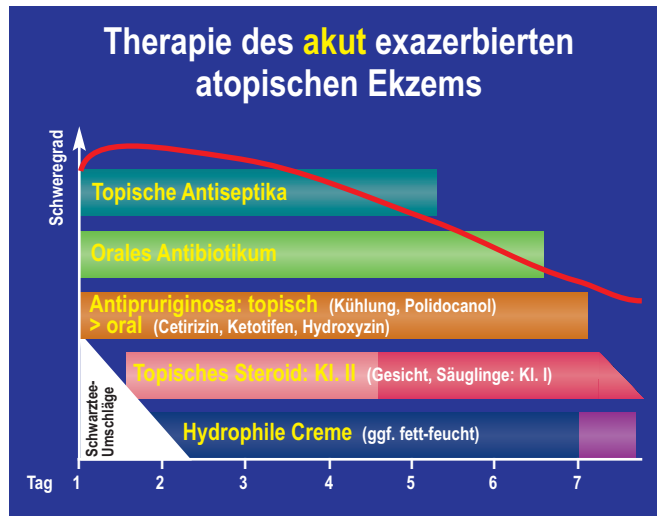 Therapie des akut exazerbierten
atopischen Ekzems
Schweregrad
Topische Antiseptika
Orales Antibiotikum
Antipruriginosa: topisch (Kühlung, Polidocanol)
> oral (Cetirizin, Ketotifen, Hydroxyzin)
Topisches Steroid: Kl. II (Gesicht, Säuglinge: Kl. I)
Schwarztee-
Umschläge
Hydrophile Creme (ggf. fett-feucht)
Tag 1 2 3 4 5 6 7